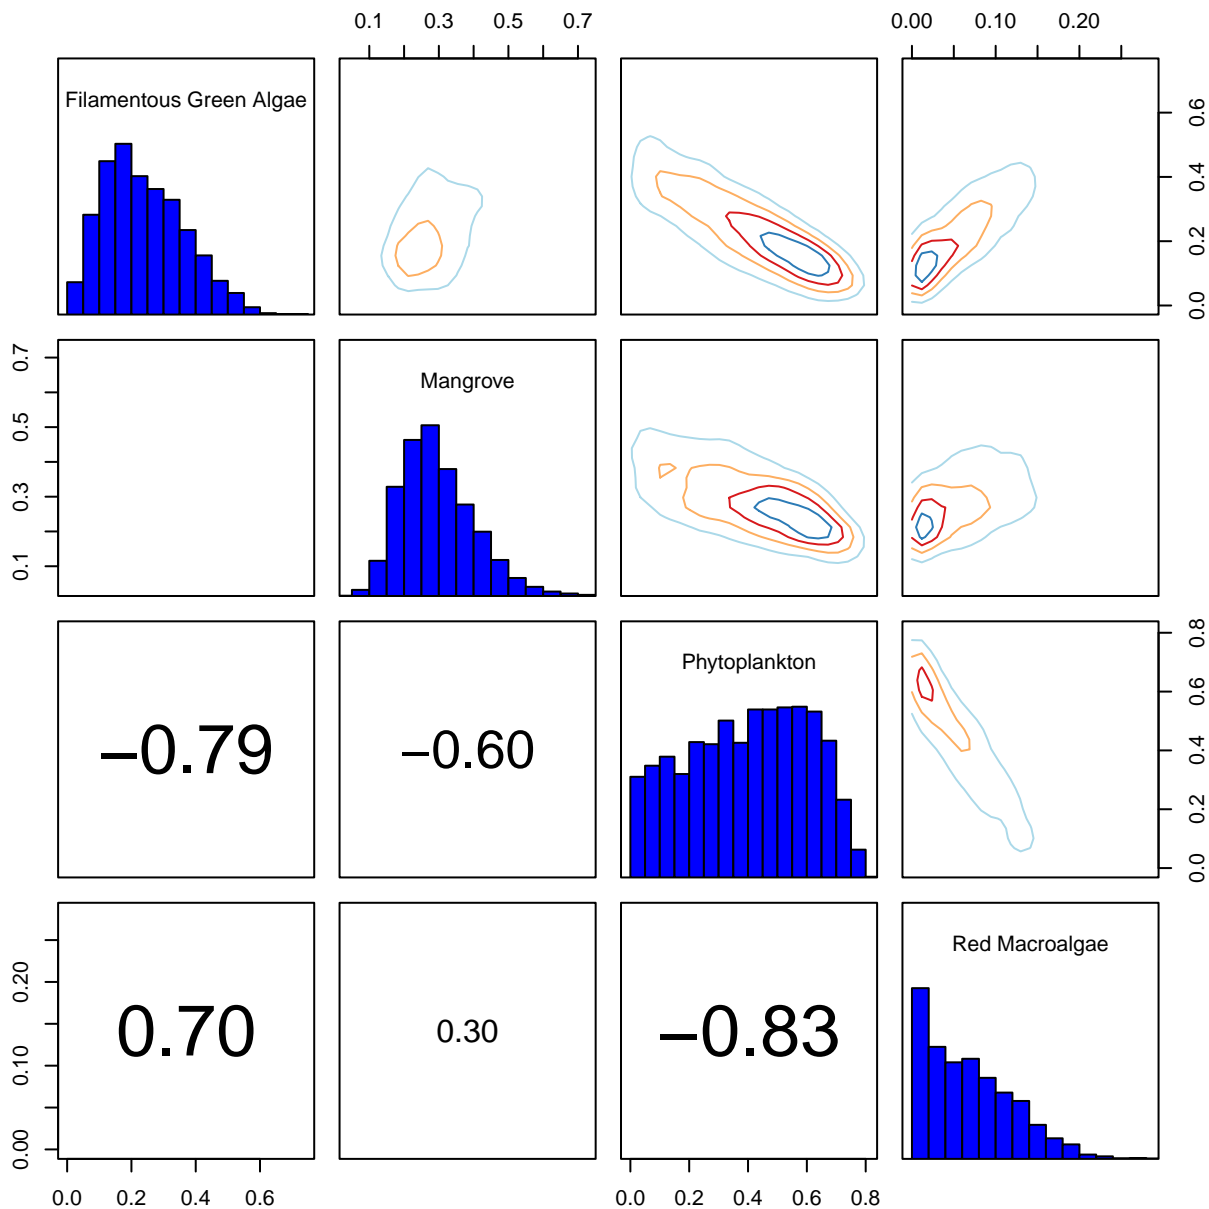 0.1 0.3 0.5 0.7 0.00 0.10 0.20
Filamentous Green Algae
0.0 0.2 0.4 0.6
Mangrove
0.1 0.3 0.5 0.7
Phytoplankton
−0.79 −0.60
0.0 0.2 0.4 0.6 0.8
Red Macroalgae
0.70 0.30 −0.83
0.00 0.10 0.20
0.0 0.2 0.4 0.6 0.0 0.2 0.4 0.6 0.8